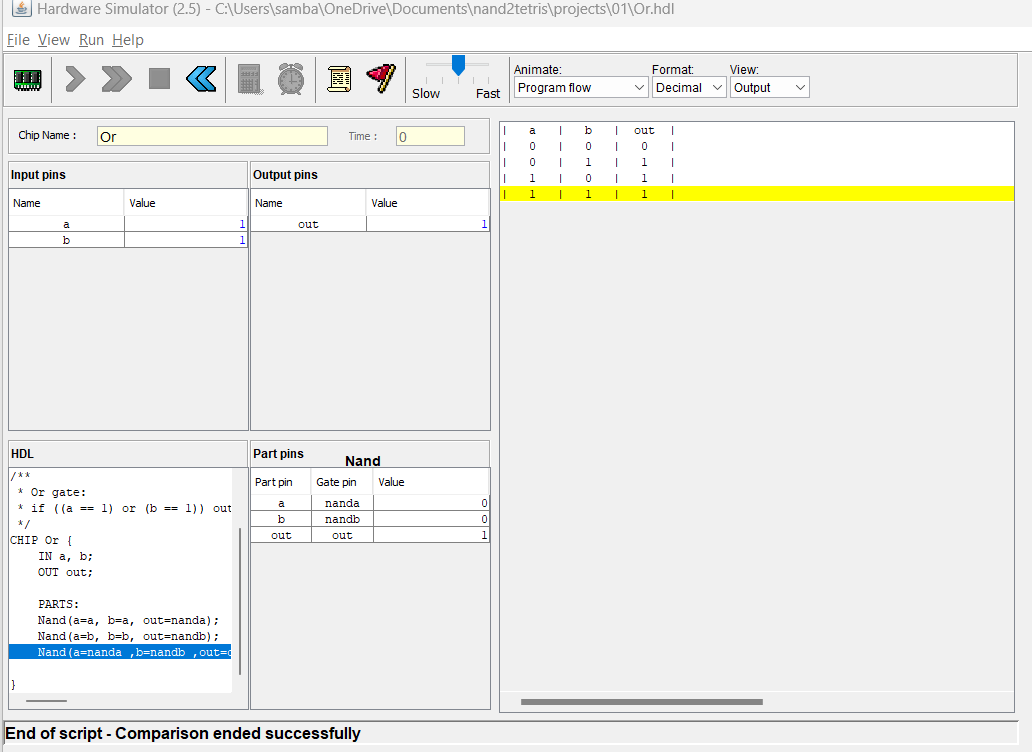 Hardware Simulator (2.5) - C:\Users\samba\OneDrive\Documents\nand2tetris\projects\01\Or.hdl
File View Run Help
Animate: Format: View:
Slow Fast Program flow Decimal Output
Chip Name : Or Time : 0
Input pins
Name Value
a 1
b 1
Output pins
Name Value
out 1
| a | b | out |
| 0 | 0 | 0 |
| 0 | 1 | 1 |
| 1 | 0 | 1 |
| 1 | 1 | 1 |
HDL
/**
* Or gate:
* if ((a == 1) or (b == 1)) out
*/
CHIP Or {
IN a, b;
OUT out;
PARTS:
Nand(a=a, b=a, out=nanda);
Nand(a=b, b=b, out=nandb);
Nand(a=nanda ,b=nandb ,out=o
}
Part pins Nand
Part pin Gate pin Value
a nanda 0
b nandb 0
out out 1
End of script - Comparison ended successfully